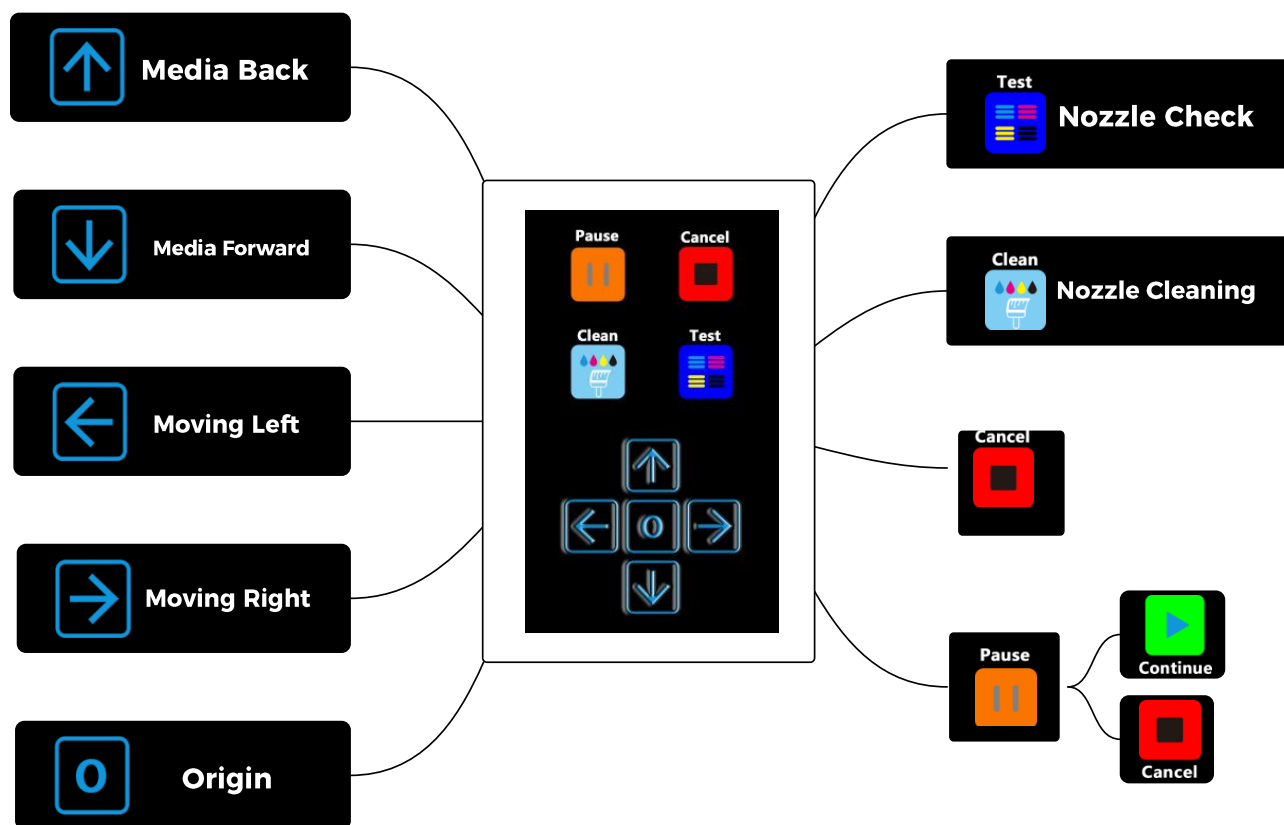 Media Back
Media Forward
Moving Left
Moving Right
O
Origin
Pause
Cancel
Clean
Test
O
Test
Nozzle Check
Clean
Nozzle Cleaning
Cancel
Pause
Continue
Cancel